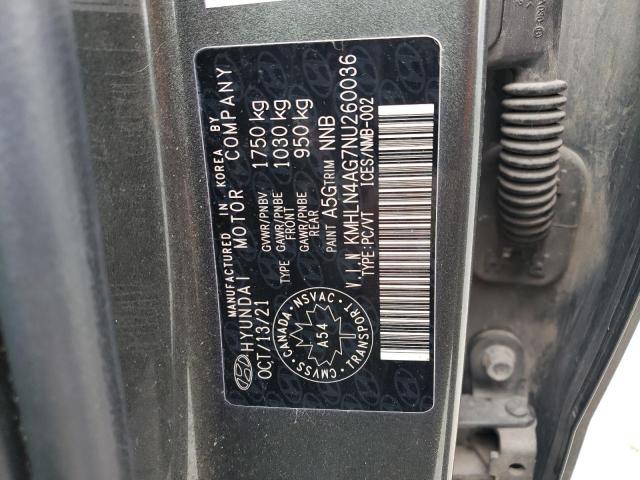 MANUFACTURED IN KOREA BY
HYUNDAI MOTOR COMPANY
OCT/13/21
GVWR/PNBV 1750 kg
TYPE GAWR/PNBE FRONT 1030 kg
GAWR/PNBE REAR 950 kg
PAINT A5G TRIM NNB
V I N KMHLN4AG7NU260036
TYPE:PC/VT ICES/NMB-002
CANADA NSVAC
A54
CMVSS TRANSPORT